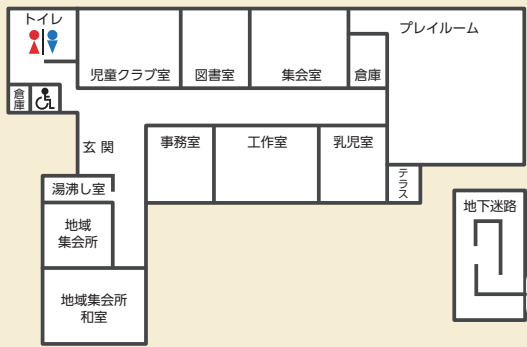 トイレ
プレイルーム
児童クラブ室
図書室
集会室
倉庫
倉庫
玄関
事務室
工作室
乳児室
テラス
湯沸し室
地域
集会所
地域集会所
和室
地下迷路